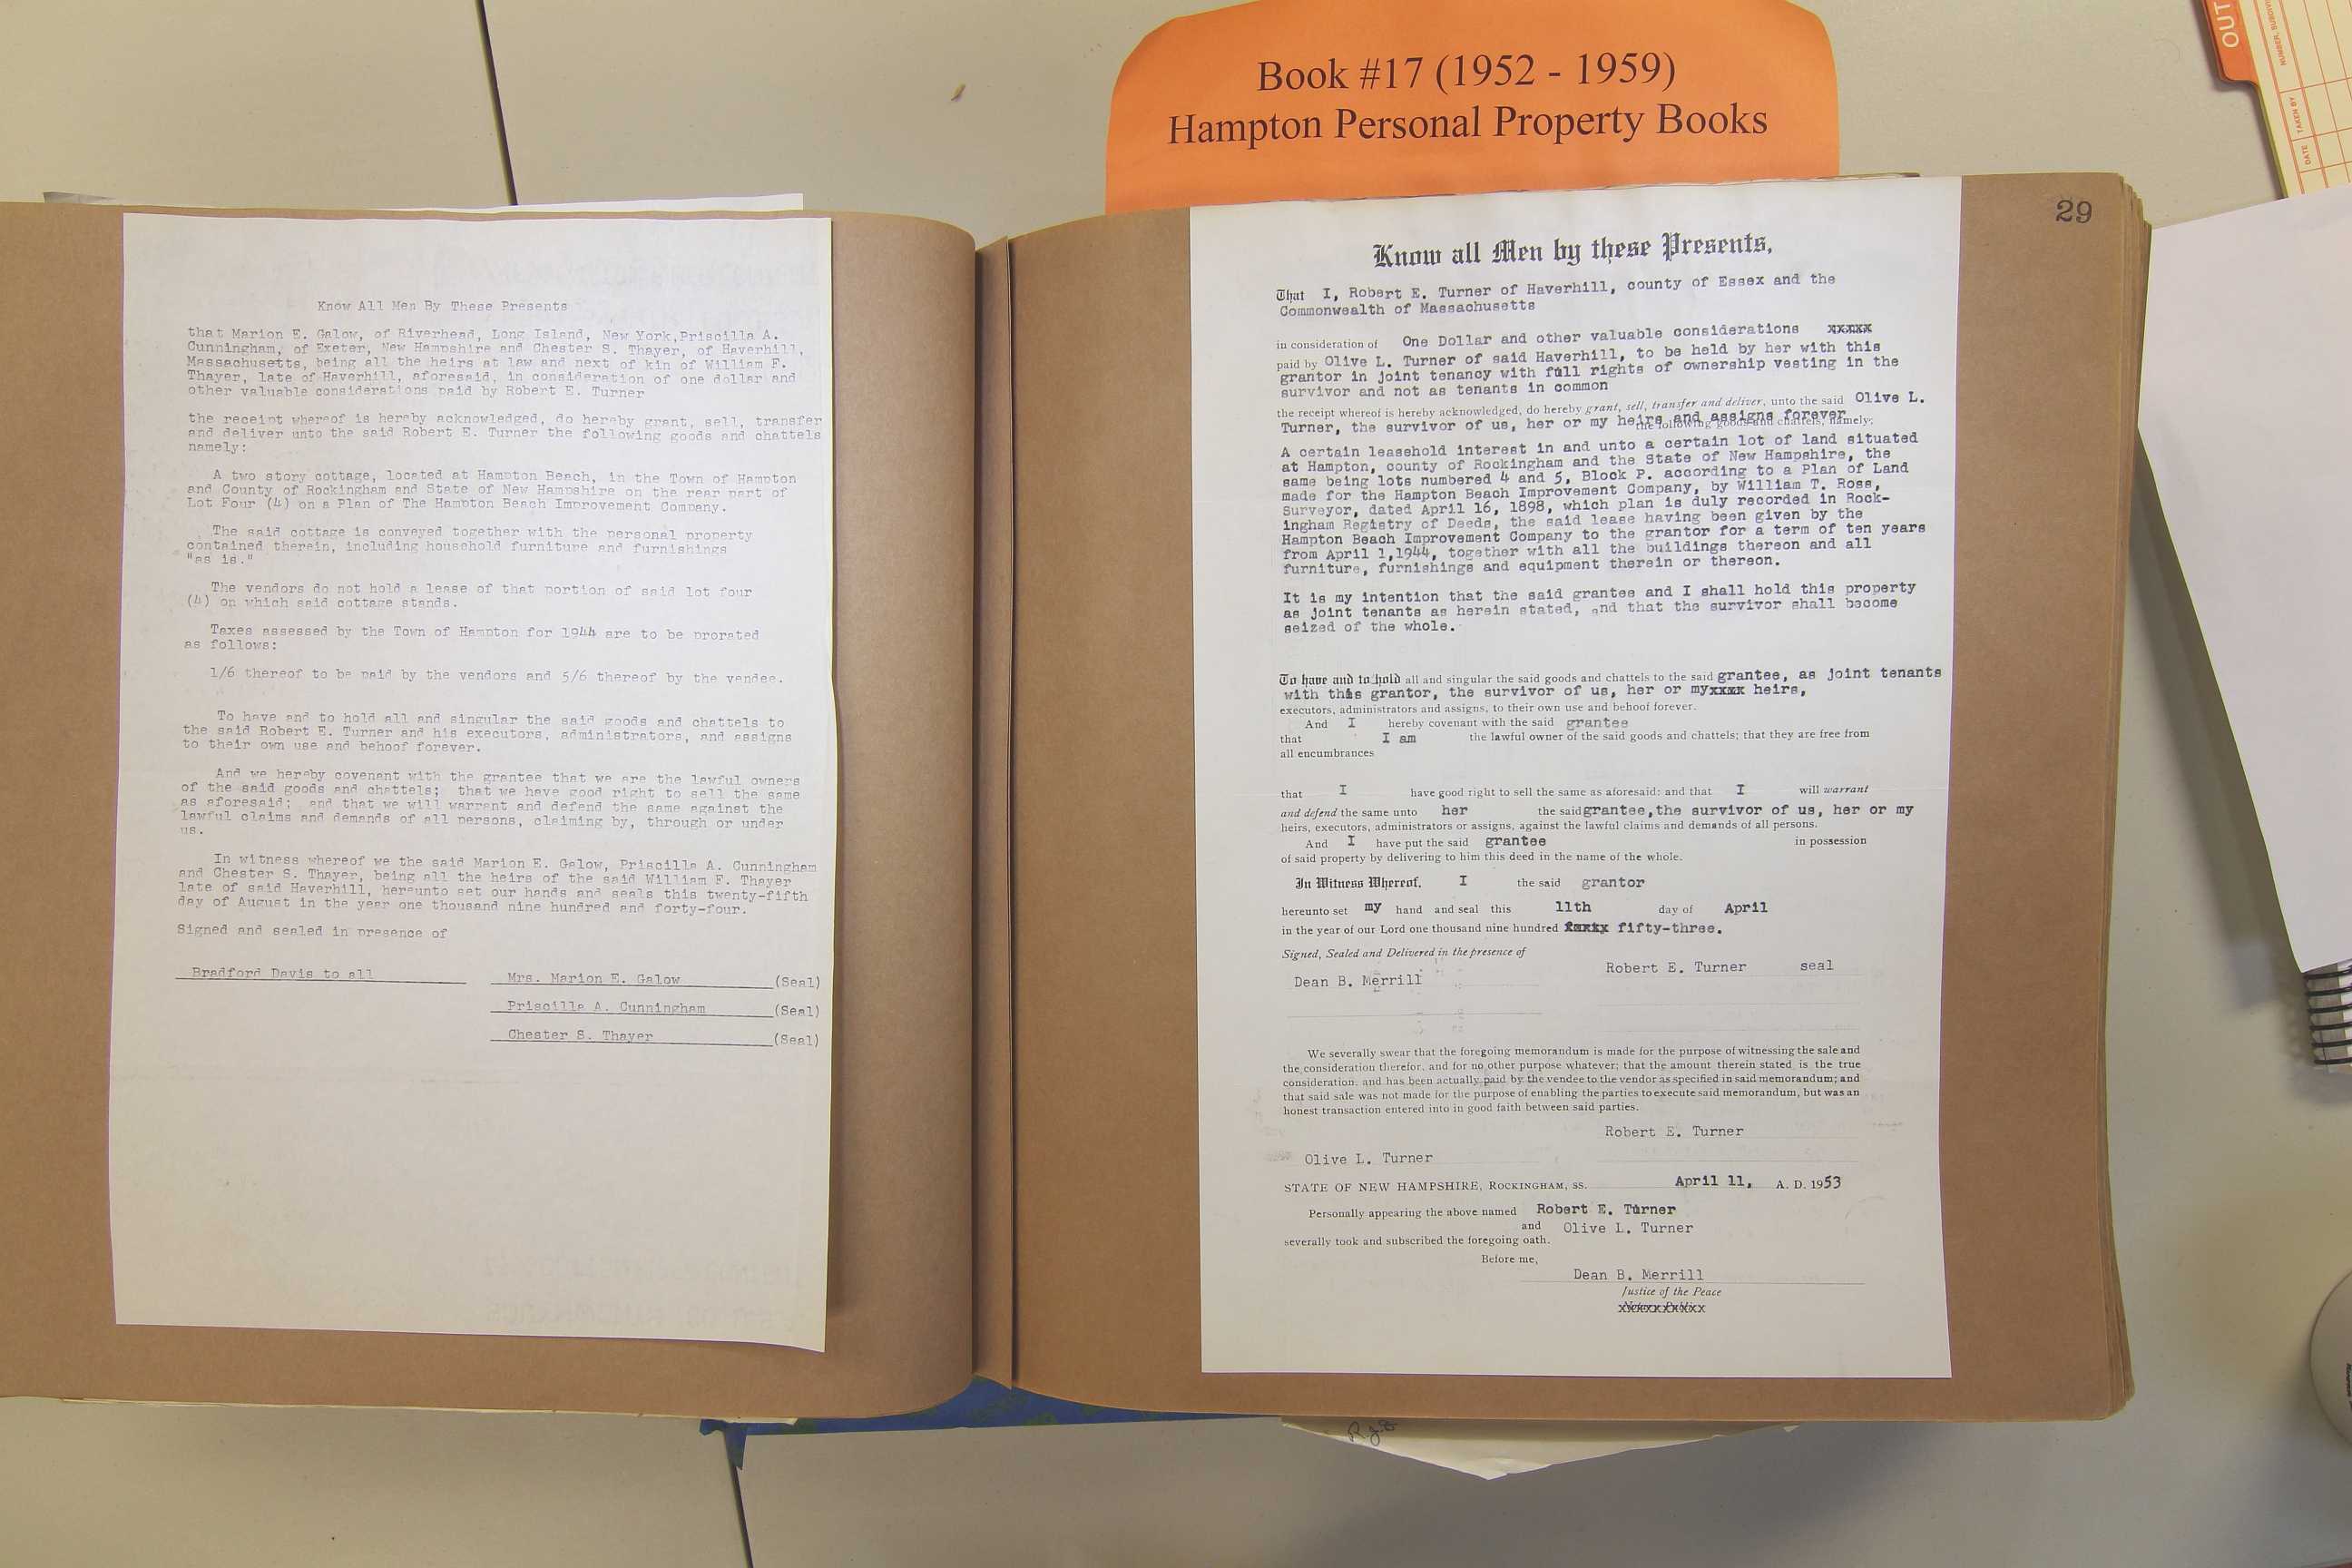 Book #17 (1952 - 1959)
Hampton Personal Property Books
OUT
NUMBER, SUBDIVI
TAKEN BY
DATE
Know All Men By These Presents
that Marion E. Galow, of Riverhead, Long Island, New York,Priscilla A.
Cunningham, of Exeter, New Hampshire and Chester S. Thayer, of Haverhill,
Massachusetts, being all the heirs at law and next of kin of William F.
Thayer, late of Haverhill, aforesaid, in consideration of one dollar and
other valuable considerations paid by Robert E. Turner
the receipt whereof is hereby acknowledged, do hereby grant, sell, transfer
and deliver unto the said Robert E. Turner the following goods and chattels
namely:
A two story cottage, located at Hampton Beach, in the Town of Hampton
and County of Rockingham and State of New Hampshire on the rear part of
Lot Four (4) on a Plan of The Hampton Beach Improvement Company.
The said cottage is conveyed together with the personal property
contained therein, including household furniture and furnishings
"as is."
The vendors do not hold a lease of that portion of said lot four
(4) on which said cottage stands.
Taxes assessed by the Town of Hampton for 1944 are to be prorated
as follows:
1/6 thereof to be paid by the vendors and 5/6 thereof by the vendee.
To have and to hold all and singular the said goods and chattels to
the said Robert E. Turner and his executors, administrators, and assigns
to their own use and behoof forever.
And we hereby covenant with the grantee that we are the lawful owners
of the said goods and chattels; that we have good right to sell the same
as aforesaid; and that we will warrant and defend the same against the
lawful claims and demands of all persons, claiming by, through or under
us.
In witness whereof we the said Marion E. Galow, Priscilla A. Cunningham
and Chester S. Thayer, being all the heirs of the said William F. Thayer
late of said Haverhill, hereunto set our hands and seals this twenty-fifth
day of August in the year one thousand nine hundred and forty-four.
Signed and sealed in presence of
Bradford Davis to all Mrs. Marion E. Galow (Seal)
Priscilla A. Cunningham (Seal)
Chester S. Thayer (Seal)
29
Know all Men by these Presents,
That I, Robert E. Turner of Haverhill, county of Essex and the
Commonwealth of Massachusetts
in consideration of One Dollar and other valuable considerations xxxxx
paid by Olive L. Turner of said Haverhill, to be held by her with this
grantor in joint tenancy with full rights of ownership vesting in the
survivor and not as tenants in common
the receipt whereof is hereby acknowledged, do hereby grant, sell, transfer and deliver, unto the said Olive L.
Turner, the survivor of us, her or my heirs and assigns forever
the following goods and chattels, namely;
A certain leasehold interest in and unto a certain lot of land situated
at Hampton, county of Rockingham and the State of New Hampshire, the
same being lots numbered 4 and 5, Block P. according to a Plan of Land
made for the Hampton Beach Improvement Company, by William T. Ross,
Surveyor, dated April 16, 1898, which plan is duly recorded in Rock-
ingham Registry of Deeds, the said lease having been given by the
Hampton Beach Improvement Company to the grantor for a term of ten years
from April 1,1944, together with all the buildings thereon and all
furniture, furnishings and equipment therein or thereon.
It is my intention that the said grantee and I shall hold this property
as joint tenants as herein stated, and that the survivor shall become
seized of the whole.
To have and to hold all and singular the said goods and chattels to the said grantee, as joint tenants
with this grantor, the survivor of us, her or myxxxx heirs,
executors, administrators and assigns, to their own use and behoof forever.
And I hereby covenant with the said grantee
that I am the lawful owner of the said goods and chattels; that they are free from
all encumbrances
that I have good right to sell the same as aforesaid: and that I will warrant
and defend the same unto her the saidgrantee,the survivor of us, her or my
heirs, executors, administrators or assigns, against the lawful claims and demands of all persons.
And I have put the said grantee in possession
of said property by delivering to him this deed in the name of the whole.
In Witness Whereof, I the said grantor
hereunto set my hand and seal this 11th day of April
in the year of our Lord one thousand nine hundred fifty-three.
Signed, Sealed and Delivered in the presence of
Robert E. Turner seal
Dean B. Merrill
We severally swear that the foregoing memorandum is made for the purpose of witnessing the sale and
the consideration therefor, and for no other purpose whatever; that the amount therein stated is the true
consideration, and has been actually paid by the vendee to the vendor as specified in said memorandum; and
that said sale was not made for the purpose of enabling the parties to execute said memorandum, but was an
honest transaction entered into in good faith between said parties.
Robert E. Turner
Olive L. Turner
STATE OF NEW HAMPSHIRE, ROCKINGHAM, SS. April 11, A. D. 1953
Personally appearing the above named Robert E. Turner
and Olive L. Turner
severally took and subscribed the foregoing oath.
Before me,
Dean B. Merrill
Justice of the Peace